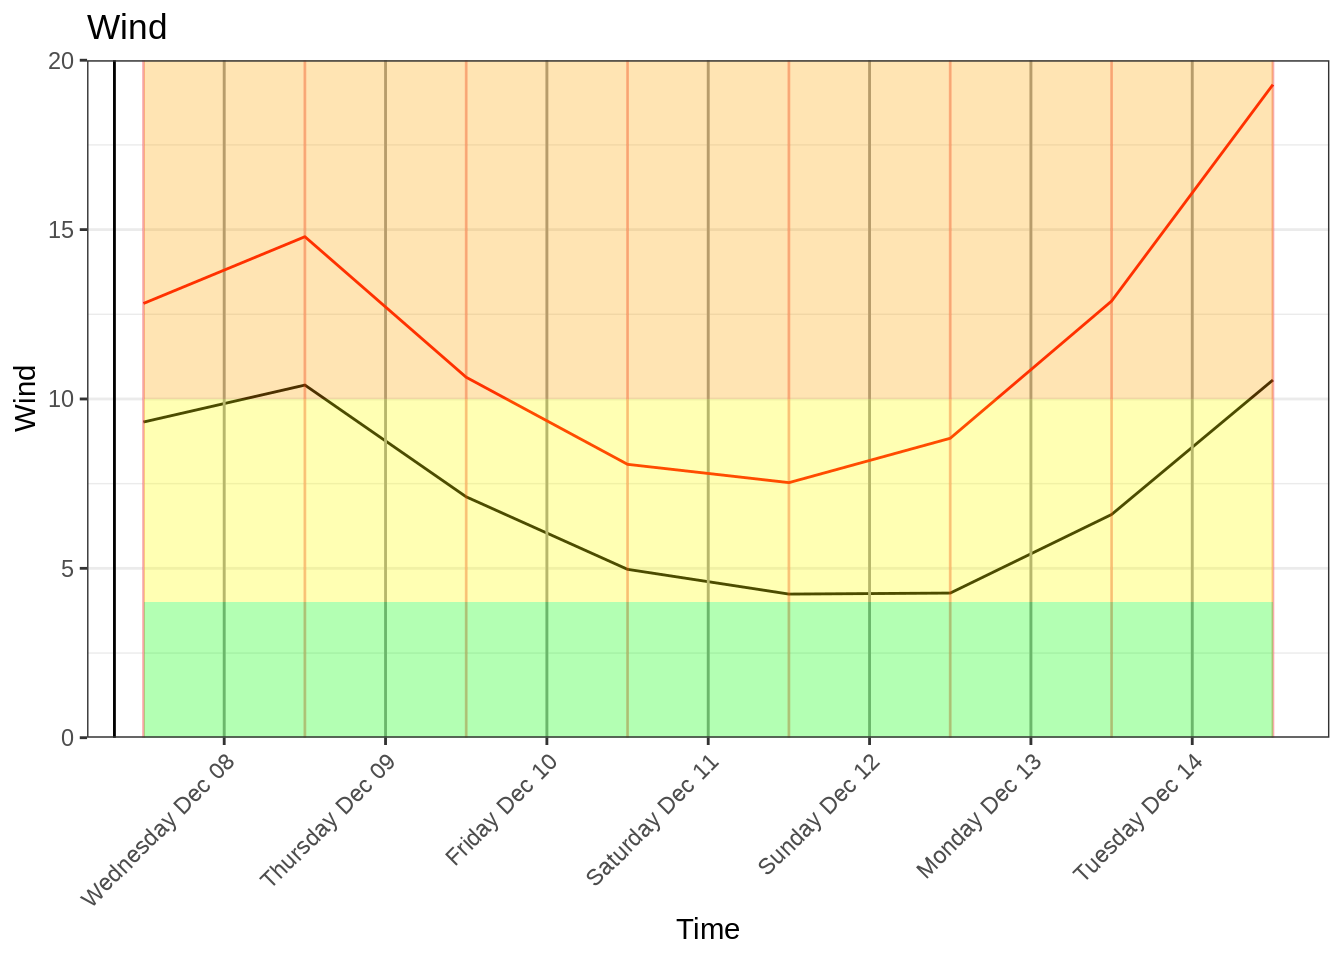 Wind
20
15
10
5
0
Wind
Wednesday Dec 08
Thursday Dec 09
Friday Dec 10
Saturday Dec 11
Sunday Dec 12
Monday Dec 13
Tuesday Dec 14
Time